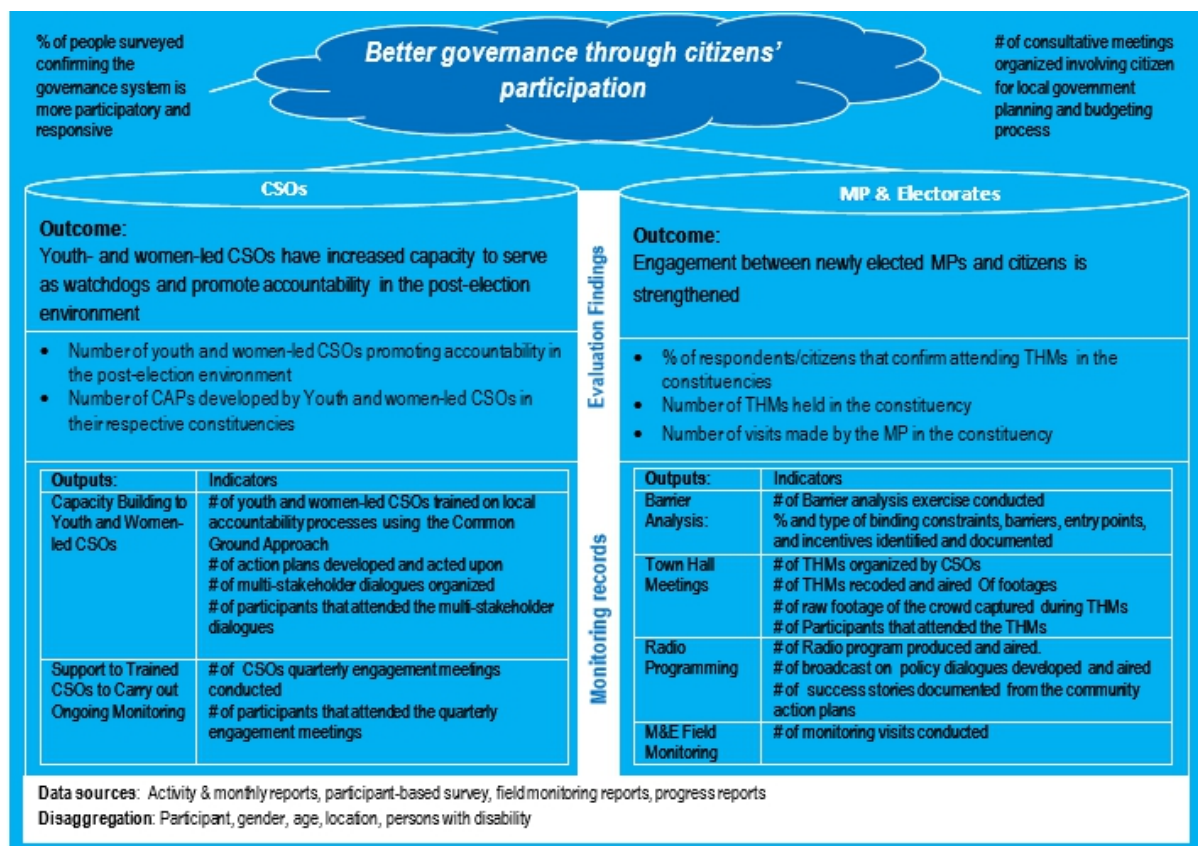 % of people surveyed
confirming the
governance system is
more participatory and
responsive
Better governance through citizens'
participation
# of consultative meetings
organized involving citizen
for local government
planning and budgeting
process
CSOs
Outcome:
Youth- and women-led CSOs have increased capacity to serve
as watchdogs and promote accountability in the post-election
environment
• Number of youth and women-led CSOs promoting accountability in
the post-election environment
• Number of CAPs developed by Youth and women-led CSOs in
their respective constituencies
Outputs: Indicators
Capacity Building to # of youth and women-led CSOs trained on local
Youth and Women- accountability processes using the Common
led CSOs Ground Approach
# of action plans developed and acted upon
# of multi-stakeholder dialogues organized
# of participants that attended the multi-stakeholder
dialogues
Support to Trained # of CSOs quarterly engagement meetings
CSOs to Carry out conducted
Ongoing Monitoring # of participants that attended the quarterly
engagement meetings
Evaluation Findings
Monitoring records
MP & Electorates
Outcome:
Engagement between newly elected MPs and citizens is
strengthened
• % of respondents/citizens that confirm attending THMs in the
constituencies
• Number of THMs held in the constituency
• Number of visits made by the MP in the constituency
Outputs: Indicators
Barrier # of Barrier analysis exercise conducted
Analysis: % and type of binding constraints, barriers, entry points,
and incentives identified and documented
Town Hall # of THMs organized by CSOs
Meetings # of THMs recoded and aired Of footages
# of raw footage of the crowd captured during THMs
# of Participants that attended the THMs
Radio # of Radio program produced and aired.
Programming # of broadcast on policy dialogues developed and aired
# of success stories documented from the community
action plans
M&E Field # of monitoring visits conducted
Monitoring
Data sources: Activity & monthly reports, participant-based survey, field monitoring reports, progress reports
Disaggregation: Participant, gender, age, location, persons with disability